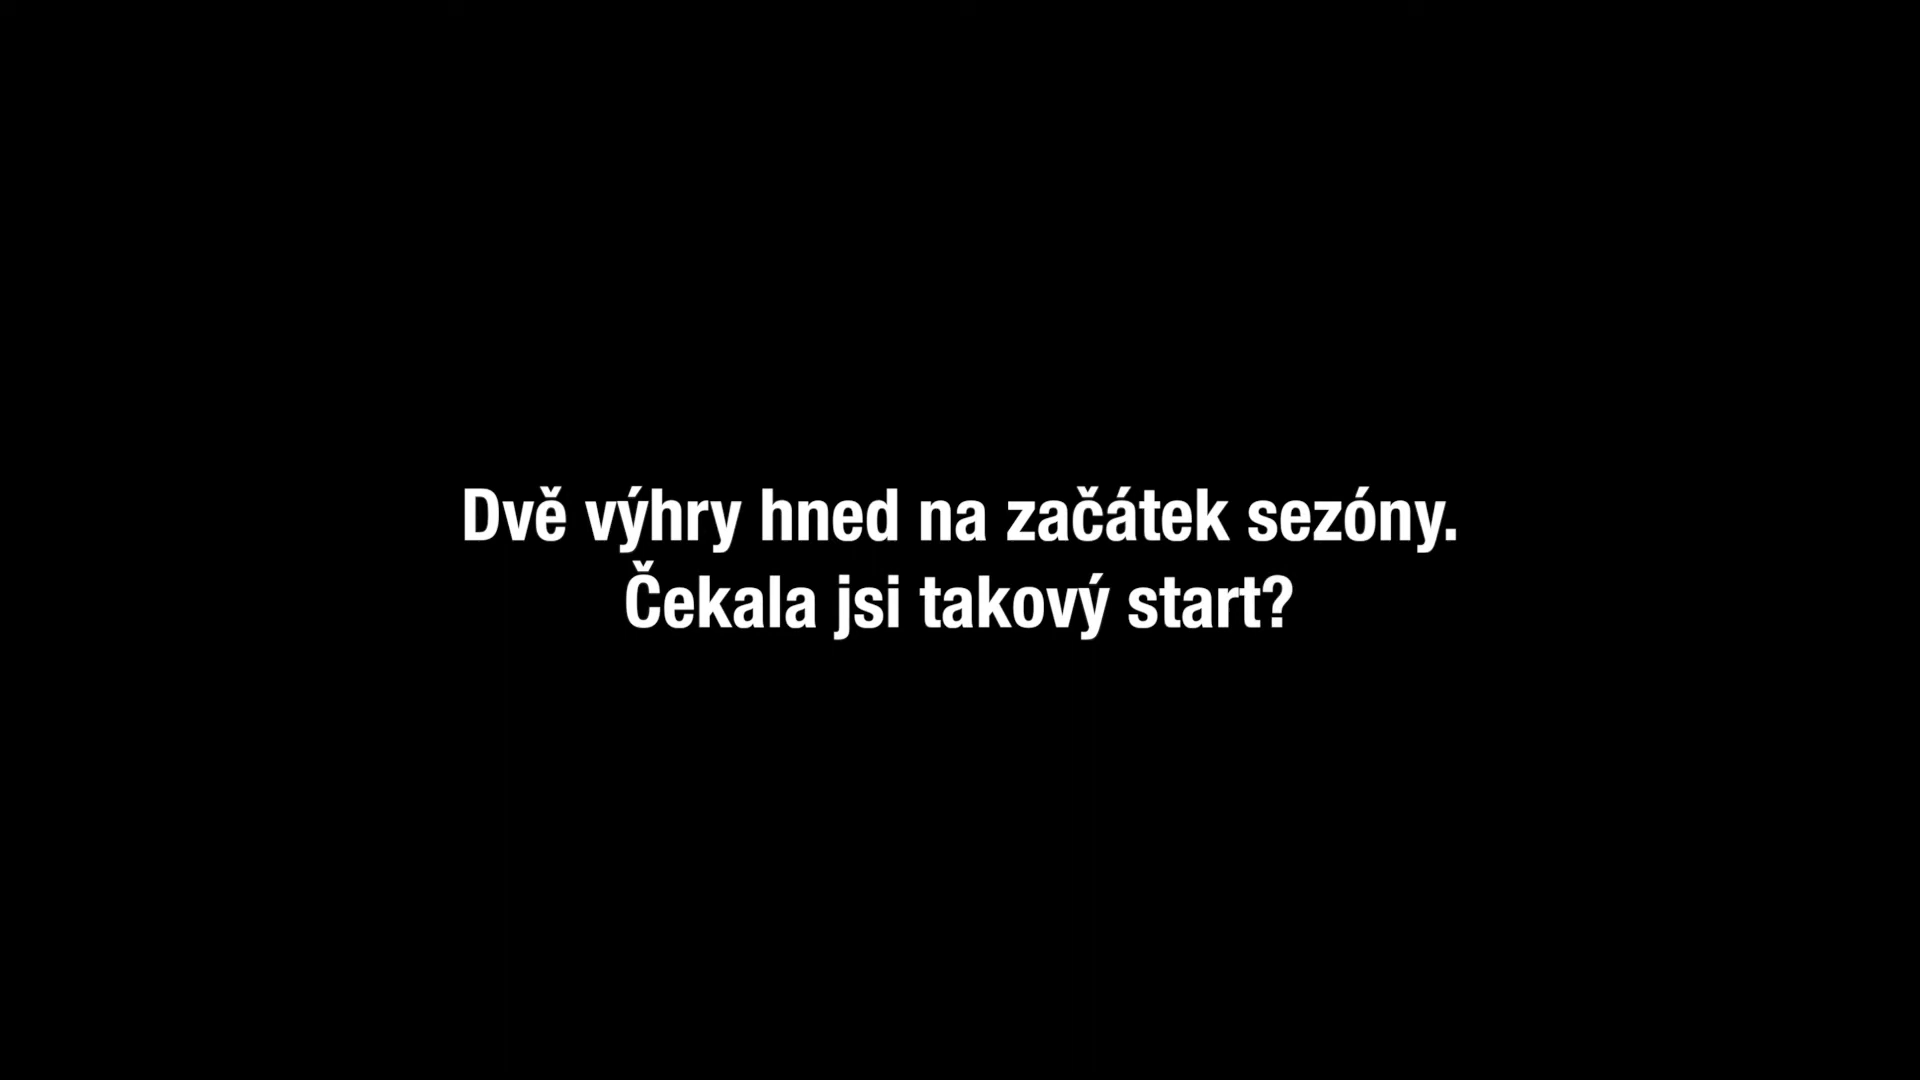 Dvě výhry hned na začátek sezóny.
Čekala jsi takový start?